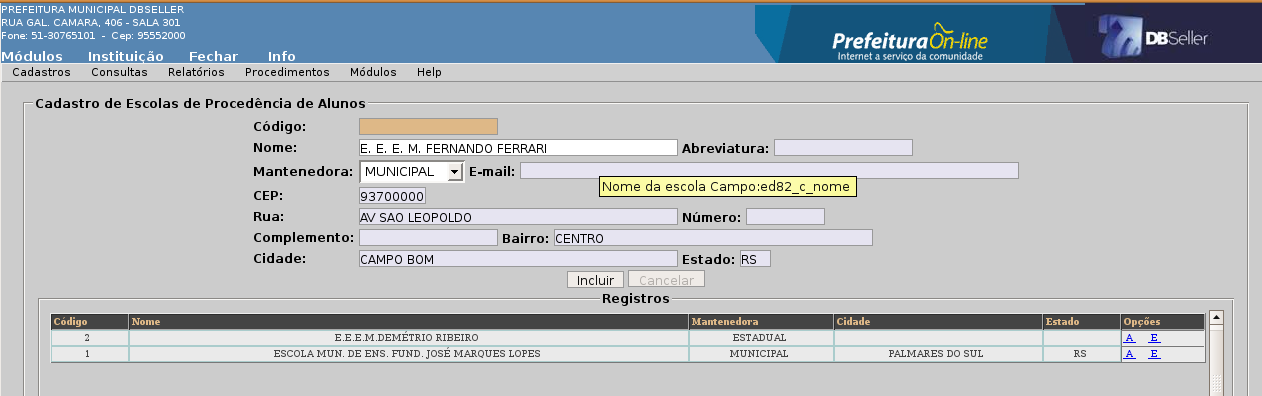 PREFEITURA MUNICIPAL DBSELLER
RUA GAL. CAMARA, 406 - SALA 301
Fone: 51-30765101 - Cep: 95552000
Módulos Instituição Fechar Info
PrefeituraOn-line
Internet a serviço da comunidade
DBSeller
Cadastros Consultas Relatórios Procedimentos Módulos Help
Cadastro de Escolas de Procedência de Alunos
Código:
Nome: E. E. E. M. FERNANDO FERRARI Abreviatura:
Mantenedora: MUNICIPAL E-mail:
Nome da escola Campo:ed82_c_nome
CEP: 93700000
Rua: AV SAO LEOPOLDO Número:
Complemento: Bairro: CENTRO
Cidade: CAMPO BOM Estado: RS
Incluir Cancelar
Registros
Código Nome Mantenedora Cidade Estado Opções
2 E.E.E.M.DEMÉTRIO RIBEIRO ESTADUAL A E
1 ESCOLA MUN. DE ENS. FUND. JOSÉ MARQUES LOPES MUNICIPAL PALMARES DO SUL RS A E